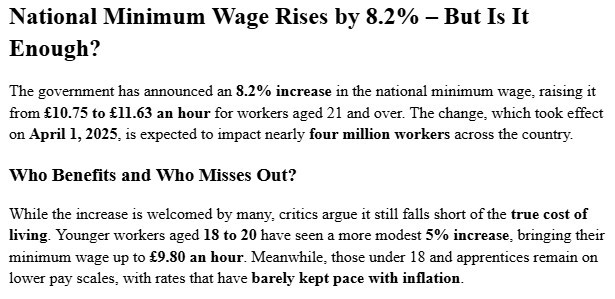 National Minimum Wage Rises by 8.2% – But Is It
Enough?
The government has announced an 8.2% increase in the national minimum wage, raising it
from £10.75 to £11.63 an hour for workers aged 21 and over. The change, which took effect
on April 1, 2025, is expected to impact nearly four million workers across the country.
Who Benefits and Who Misses Out?
While the increase is welcomed by many, critics argue it still falls short of the true cost of
living. Younger workers aged 18 to 20 have seen a more modest 5% increase, bringing their
minimum wage up to £9.80 an hour. Meanwhile, those under 18 and apprentices remain on
lower pay scales, with rates that have barely kept pace with inflation.